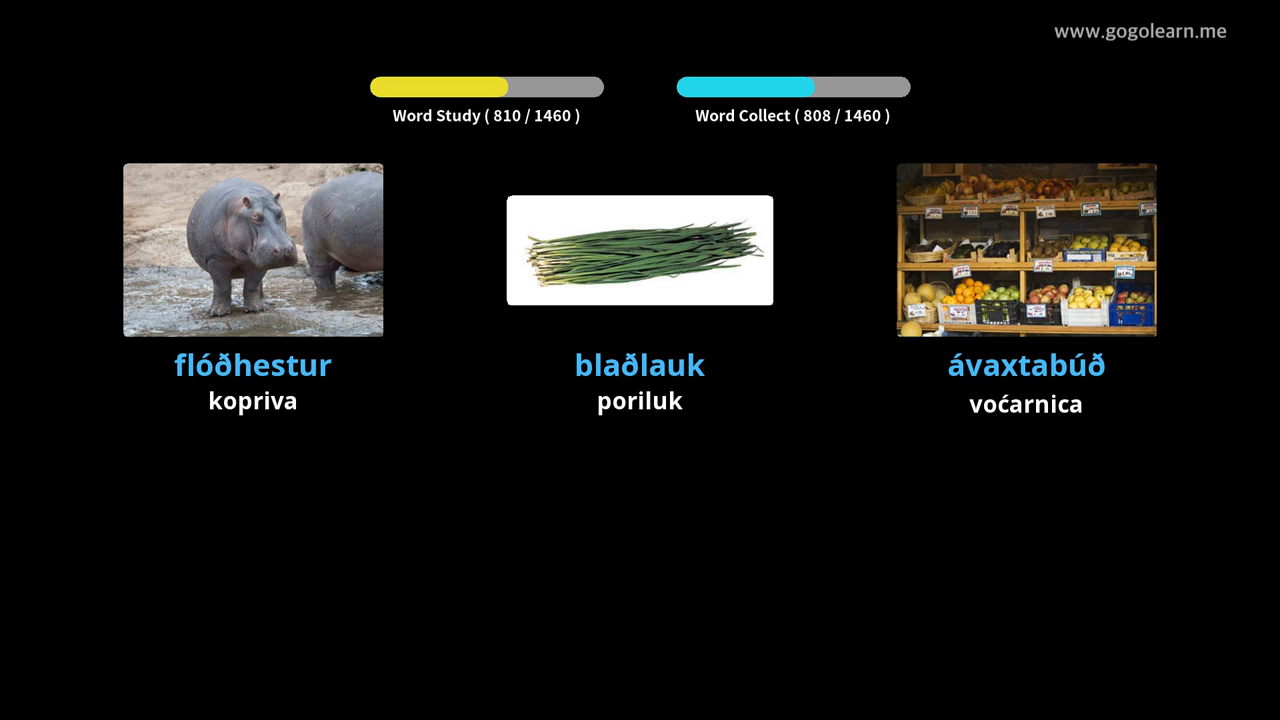 www.gogolearn.me
Word Study ( 810 / 1460 )
Word Collect ( 808 / 1460 )
flóðhestur
kopriva
blaðlauk
poriluk
ávaxtabúð
voćarnica